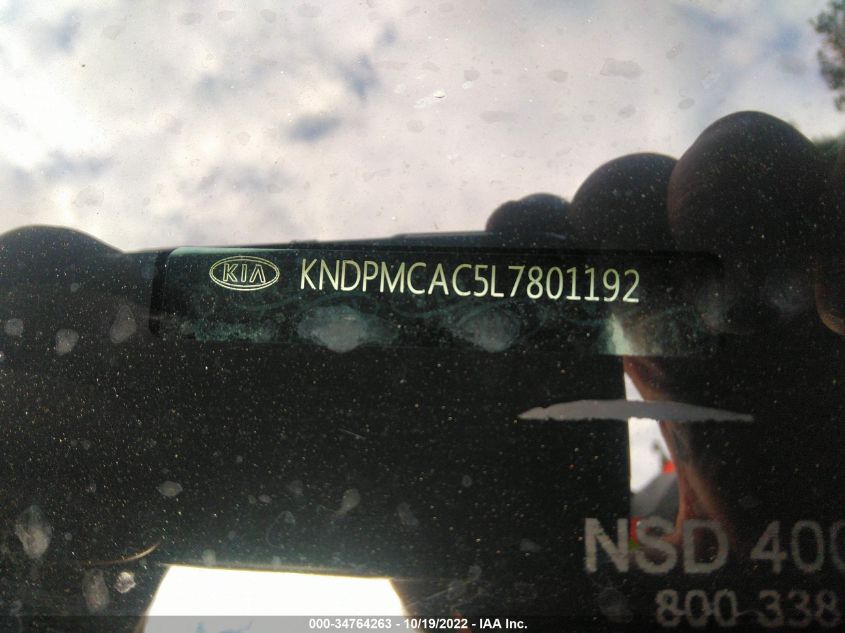 KIA KNDPMCAC5L7801192
NSD 400
800-338
000-34764263 - 10/19/2022 - IAA Inc.